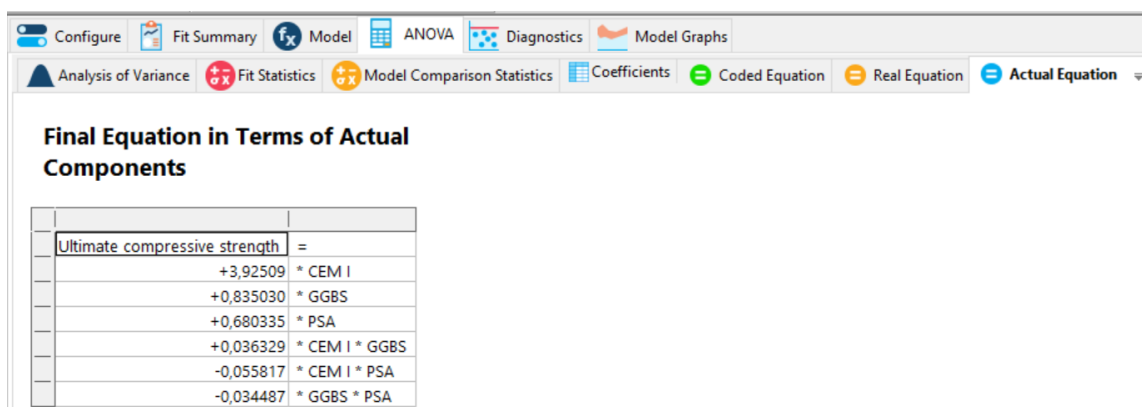 Configure Fit Summary Model ANOVA Diagnostics Model Graphs
Analysis of Variance Fit Statistics Model Comparison Statistics Coefficients Coded Equation Real Equation Actual Equation
Final Equation in Terms of Actual
Components
Ultimate compressive strength =
+3,92509 * CEM I
+0,835030 * GGBS
+0,680335 * PSA
+0,036329 * CEM I * GGBS
-0,055817 * CEM I * PSA
-0,034487 * GGBS * PSA